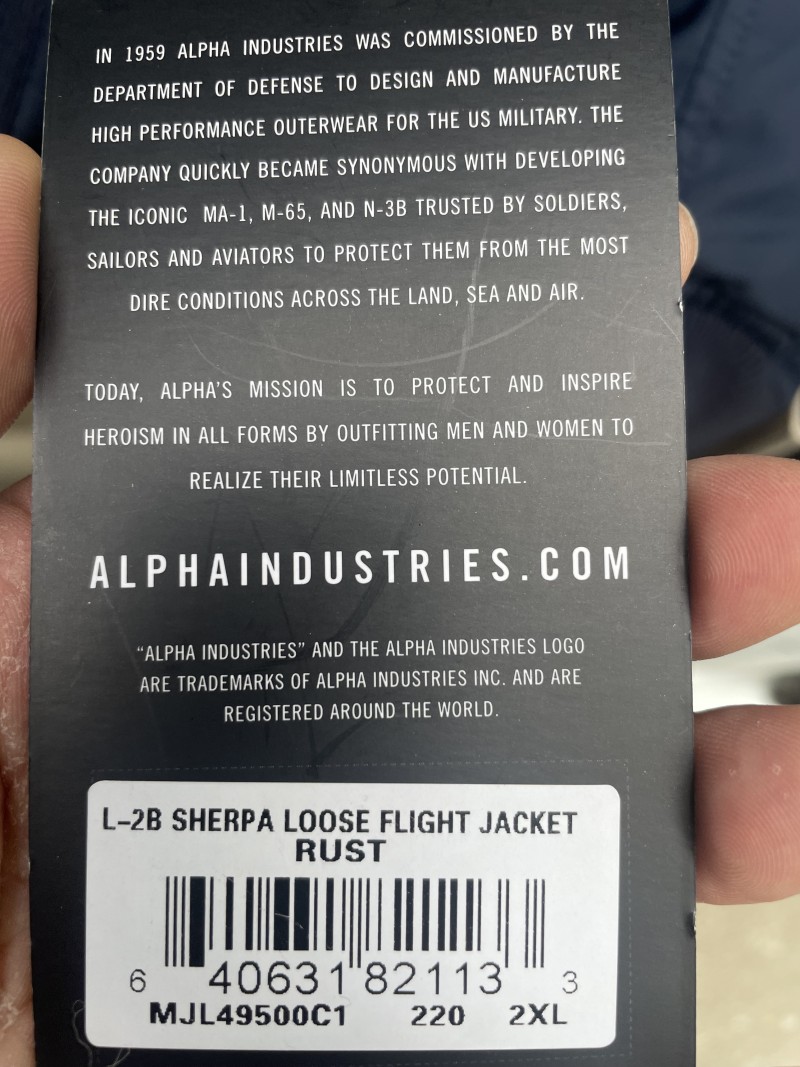 IN 1959 ALPHA INDUSTRIES WAS COMMISSIONED BY THE
DEPARTMENT OF DEFENSE TO DESIGN AND MANUFACTURE
HIGH PERFORMANCE OUTERWEAR FOR THE US MILITARY. THE
COMPANY QUICKLY BECAME SYNONYMOUS WITH DEVELOPING
THE ICONIC MA-1, M-65, AND N-3B TRUSTED BY SOLDIERS,
SAILORS AND AVIATORS TO PROTECT THEM FROM THE MOST
DIRE CONDITIONS ACROSS THE LAND, SEA AND AIR.
TODAY, ALPHA'S MISSION IS TO PROTECT AND INSPIRE
HEROISM IN ALL FORMS BY OUTFITTING MEN AND WOMEN TO
REALIZE THEIR LIMITLESS POTENTIAL.
ALPHAINDUSTRIES.COM
“ALPHA INDUSTRIES” AND THE ALPHA INDUSTRIES LOGO
ARE TRADEMARKS OF ALPHA INDUSTRIES INC. AND ARE
REGISTERED AROUND THE WORLD.
L-2B SHERPA LOOSE FLIGHT JACKET
RUST
6 40631 82113 3
MJL49500C1 220 2XL